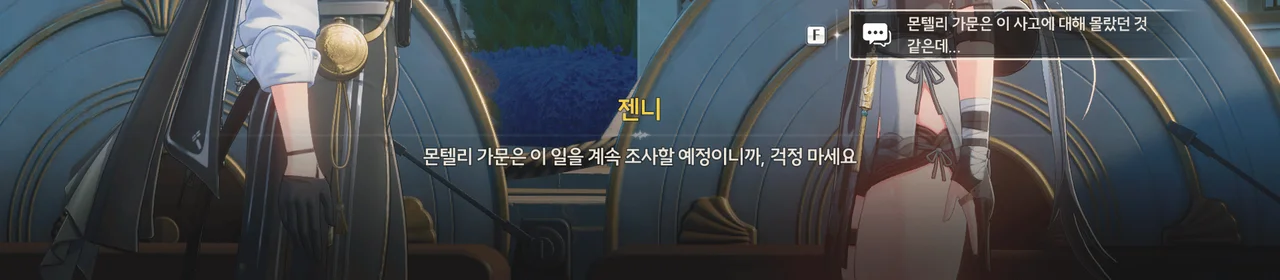 몬텔리 가문은 이 사고에 대해 몰랐던 것
같은데...
F
젠니
몬텔리 가문은 이 일을 계속 조사할 예정이니까, 걱정 마세요